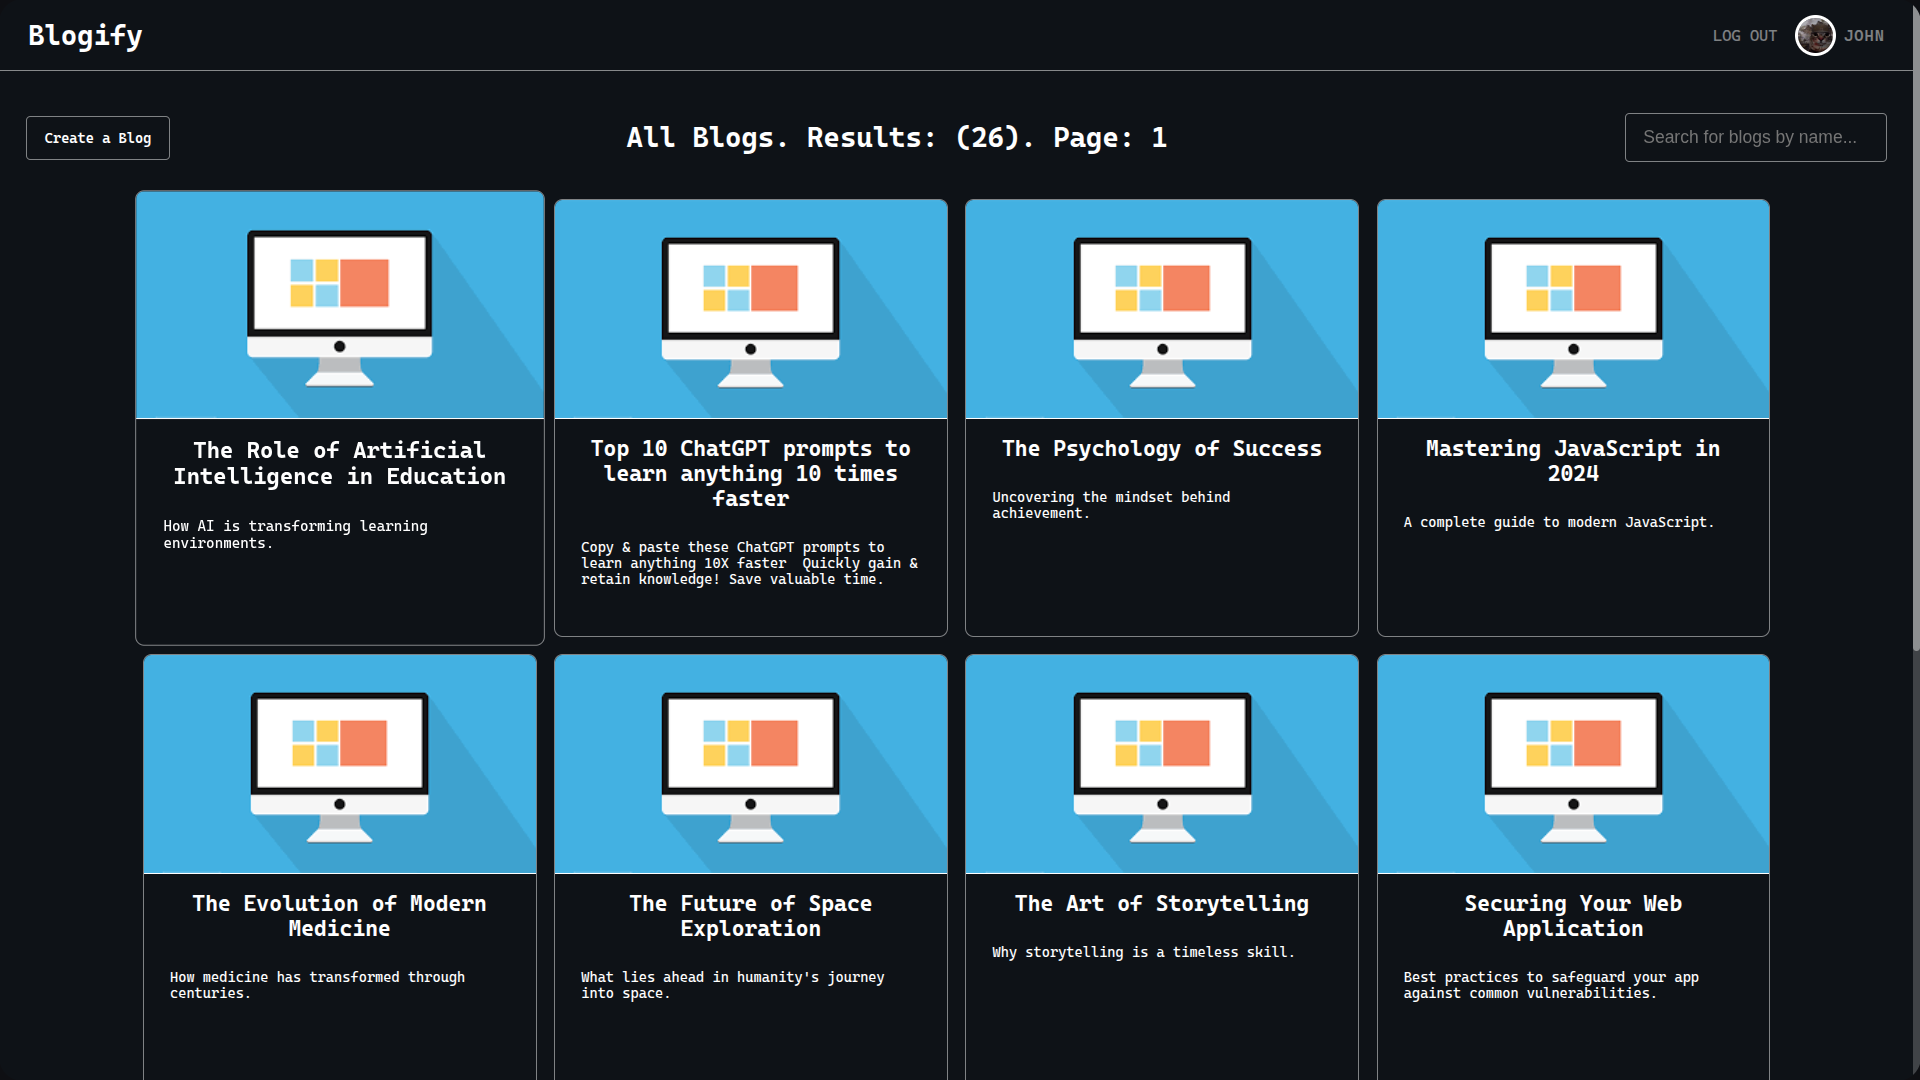 Blogify
LOG OUT
JOHN
Create a Blog
All Blogs. Results: (26). Page: 1
Search for blogs by name...
The Role of Artificial
Intelligence in Education
How AI is transforming learning
environments.
Top 10 ChatGPT prompts to
learn anything 10 times
faster
Copy & paste these ChatGPT prompts to
learn anything 10X faster  Quickly gain &
retain knowledge! Save valuable time.
The Psychology of Success
Uncovering the mindset behind
achievement.
Mastering JavaScript in
2024
A complete guide to modern JavaScript.
The Evolution of Modern
Medicine
How medicine has transformed through
centuries.
The Future of Space
Exploration
What lies ahead in humanity's journey
into space.
The Art of Storytelling
Why storytelling is a timeless skill.
Securing Your Web
Application
Best practices to safeguard your app
against common vulnerabilities.